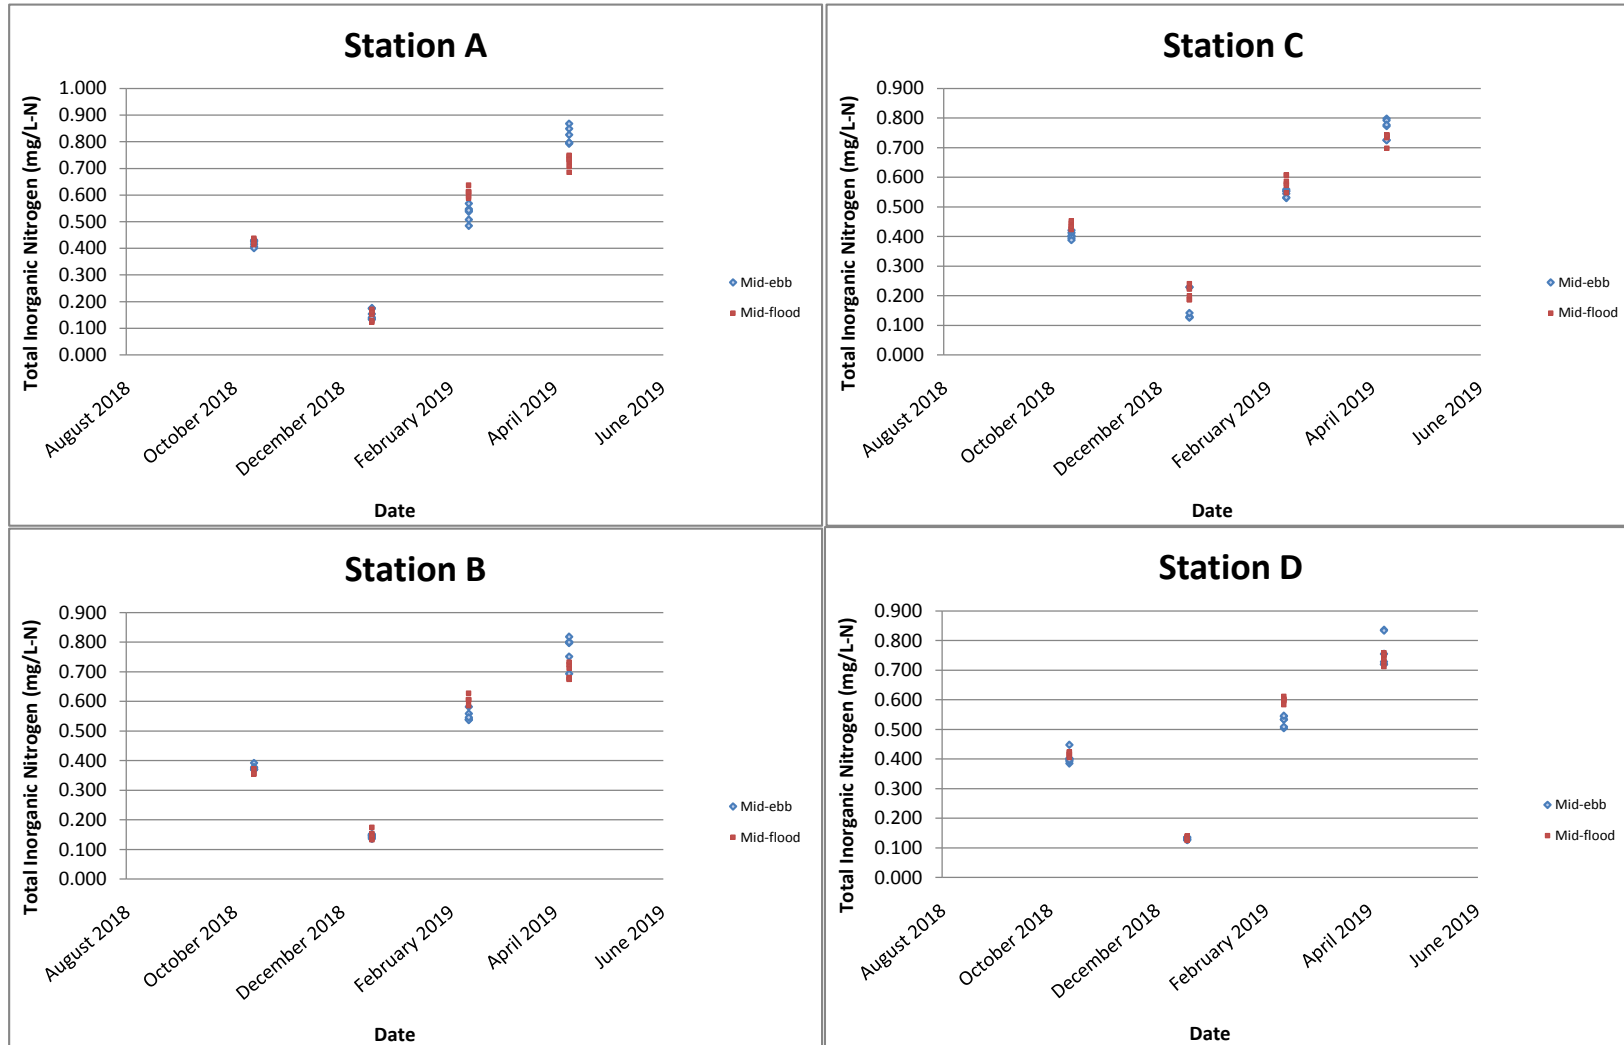 Station A
Total Inorganic Nitrogen (mg/L-N)
1.000
0.900
0.800
0.700
0.600
0.500
0.400
0.300
0.200
0.100
0.000
August 2018
October 2018
December 2018
February 2019
April 2019
June 2019
Date
Mid-ebb
Mid-flood
Station C
Total Inorganic Nitrogen (mg/L-N)
0.900
0.800
0.700
0.600
0.500
0.400
0.300
0.200
0.100
0.000
August 2018
October 2018
December 2018
February 2019
April 2019
June 2019
Date
Mid-ebb
Mid-flood
Station B
Total Inorganic Nitrogen (mg/L-N)
0.900
0.800
0.700
0.600
0.500
0.400
0.300
0.200
0.100
0.000
August 2018
October 2018
December 2018
February 2019
April 2019
June 2019
Date
Mid-ebb
Mid-flood
Station D
Total Inorganic Nitrogen (mg/L-N)
0.900
0.800
0.700
0.600
0.500
0.400
0.300
0.200
0.100
0.000
August 2018
October 2018
December 2018
February 2019
April 2019
June 2019
Date
Mid-ebb
Mid-flood